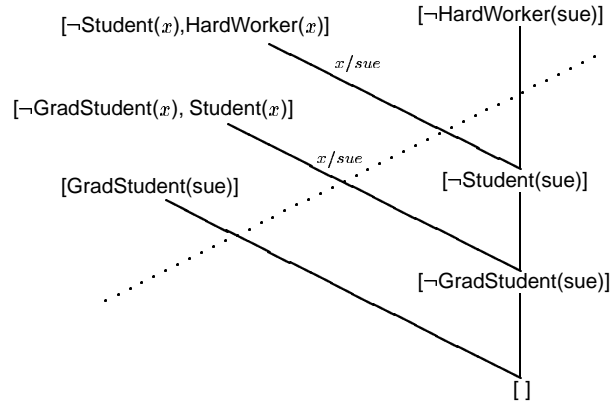 [¬Student(x),HardWorker(x)]
[¬HardWorker(sue)]
x/sue
[¬GradStudent(x), Student(x)]
x/sue
[GradStudent(sue)]
[¬Student(sue)]
[¬GradStudent(sue)]
[ ]